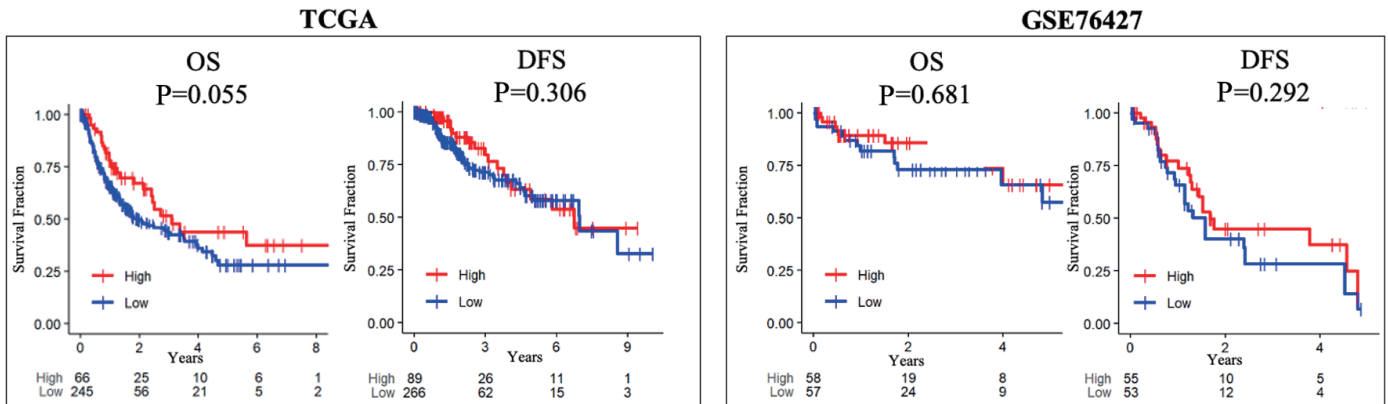 TCGA
GSE76427
OS
P=0.055
DFS
P=0.306
OS
P=0.681
DFS
P=0.292
Survival Fraction
1.00
0.75
0.50
0.25
0.00
High
Low
0 2 4 6 8
Years
High 66 25 10 6 1
Low 245 56 21 5 2
Survival Fraction
1.00
0.75
0.50
0.25
0.00
High
Low
0 3 6 9
Years
High 89 26 11 1
Low 266 62 15 3
Survival Fraction
1.00
0.75
0.50
0.25
0.00
High
Low
0 2 4
Years
High 58 19 8
Low 57 24 9
Survival Fraction
1.00
0.75
0.50
0.25
0.00
High
Low
0 2 4
Years
High 55 10 5
Low 53 12 4